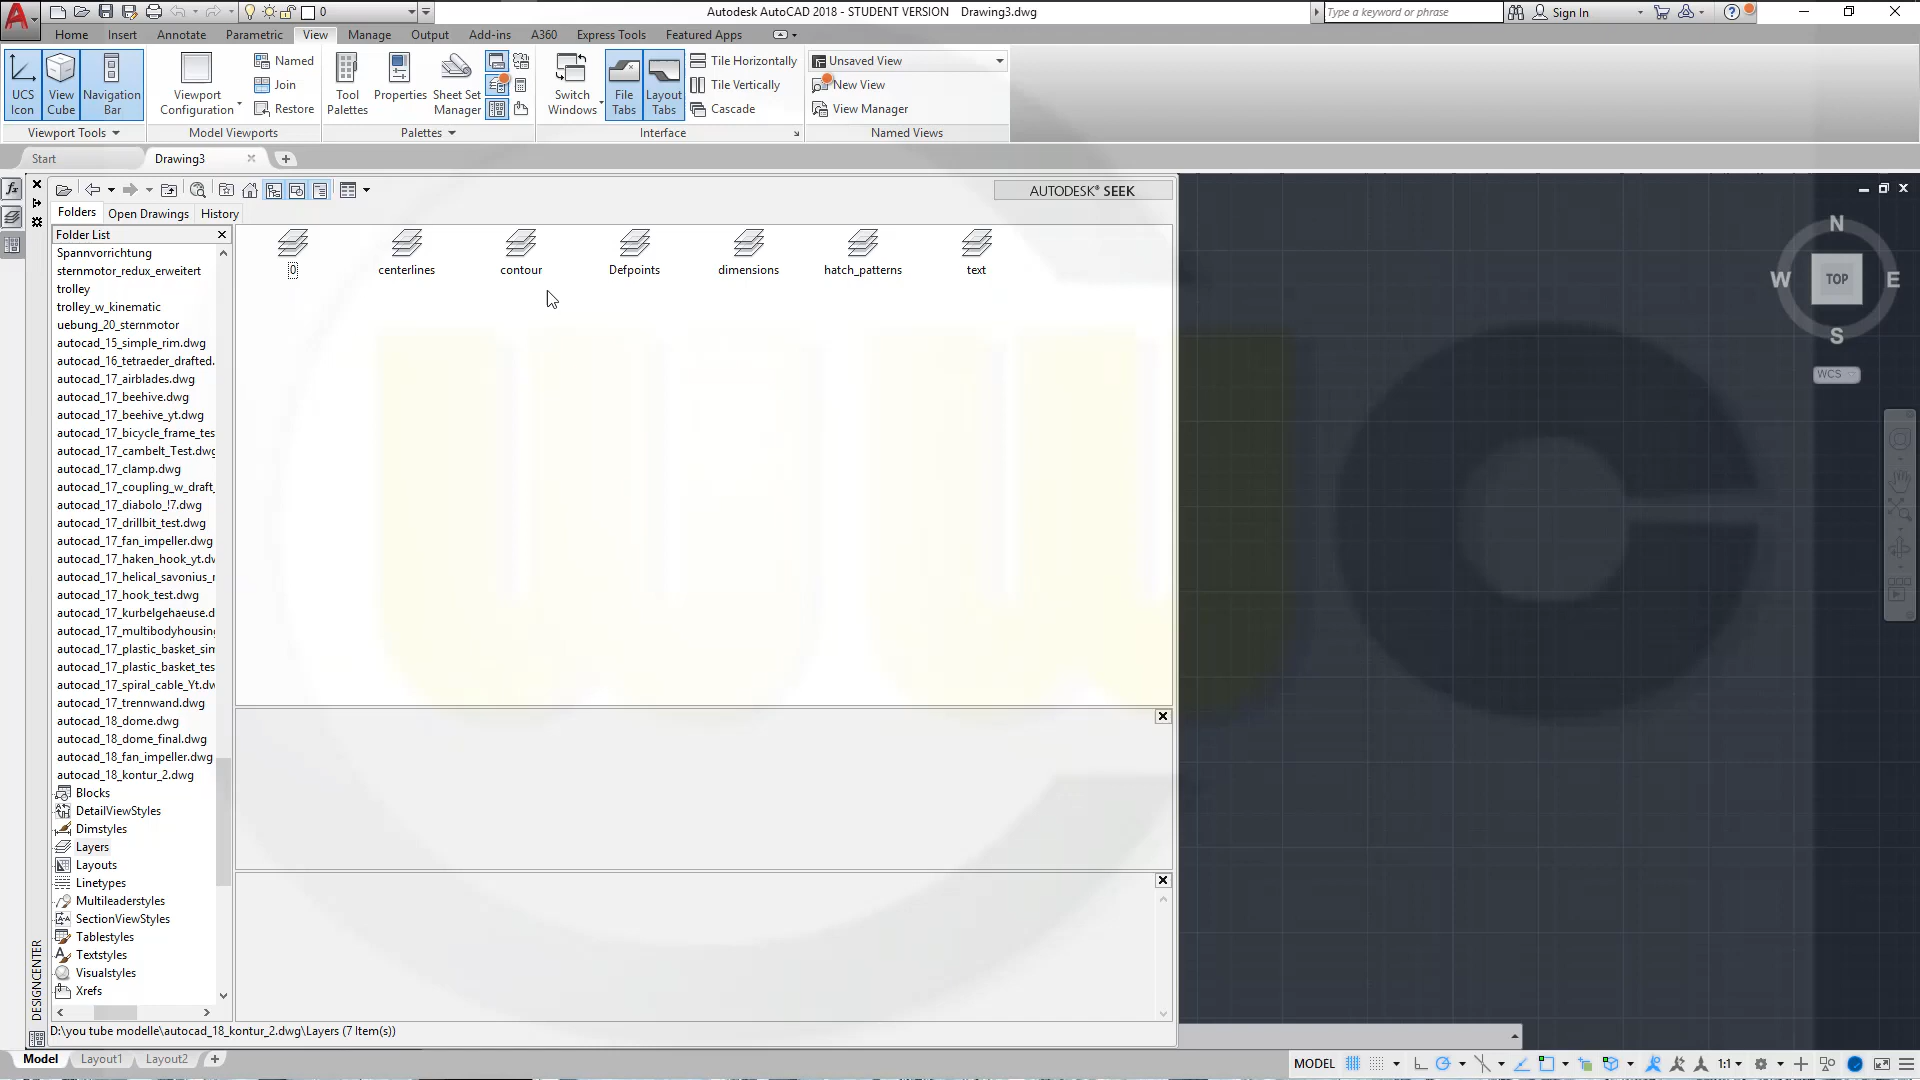 Autodesk AutoCAD 2018 - STUDENT VERSION Drawing3.dwg
0
Type a keyword or phrase
Sign In
Home Insert Annotate Parametric View Manage Output Add-ins A360 Express Tools Featured Apps
UCS Icon
View Cube
Navigation Bar
Viewport Configuration
Named
Join
Restore
Tool Palettes
Properties
Sheet Set Manager
Switch Windows
File Tabs
Layout Tabs
Tile Horizontally
Tile Vertically
Cascade
Unsaved View
New View
View Manager
Viewport Tools
Model Viewports
Palettes
Interface
Named Views
Start
Drawing3
AUTODESK® SEEK
Folders
Open Drawings
History
Folder List
Spannvorrichtung
sternmotor_redux_erweitert
trolley
trolley_w_kinematic
uebung_20_sternmotor
autocad_15_simple_rim.dwg
autocad_16_tetraeder_drafted.
autocad_17_airblades.dwg
autocad_17_beehive.dwg
autocad_17_beehive_yt.dwg
autocad_17_bicycle_frame_tes
autocad_17_cambelt_Test.dwg
autocad_17_clamp.dwg
autocad_17_coupling_w_draft_
autocad_17_diabolo_!7.dwg
autocad_17_drillbit_test.dwg
autocad_17_fan_impeller.dwg
autocad_17_haken_hook_yt.dw
autocad_17_helical_savonius_r
autocad_17_hook_test.dwg
autocad_17_kurbelgehaeuse.d
autocad_17_multibodyhousing
autocad_17_plastic_basket_sim
autocad_17_plastic_basket_tes
autocad_17_spiral_cable_Yt.dw
autocad_17_trennwand.dwg
autocad_18_dome.dwg
autocad_18_dome_final.dwg
autocad_18_fan_impeller.dwg
autocad_18_kontur_2.dwg
Blocks
DetailViewStyles
Dimstyles
Layers
Layouts
Linetypes
Multileaderstyles
SectionViewStyles
Tablestyles
Textstyles
Visualstyles
Xrefs
0 centerlines contour Defpoints dimensions hatch_patterns text
N
W TOP E
S
WCS
DESIGNCENTER
D:\you tube modelle\autocad_18_kontur_2.dwg\Layers (7 Item(s))
Model Layout1 Layout2
MODEL
1:1